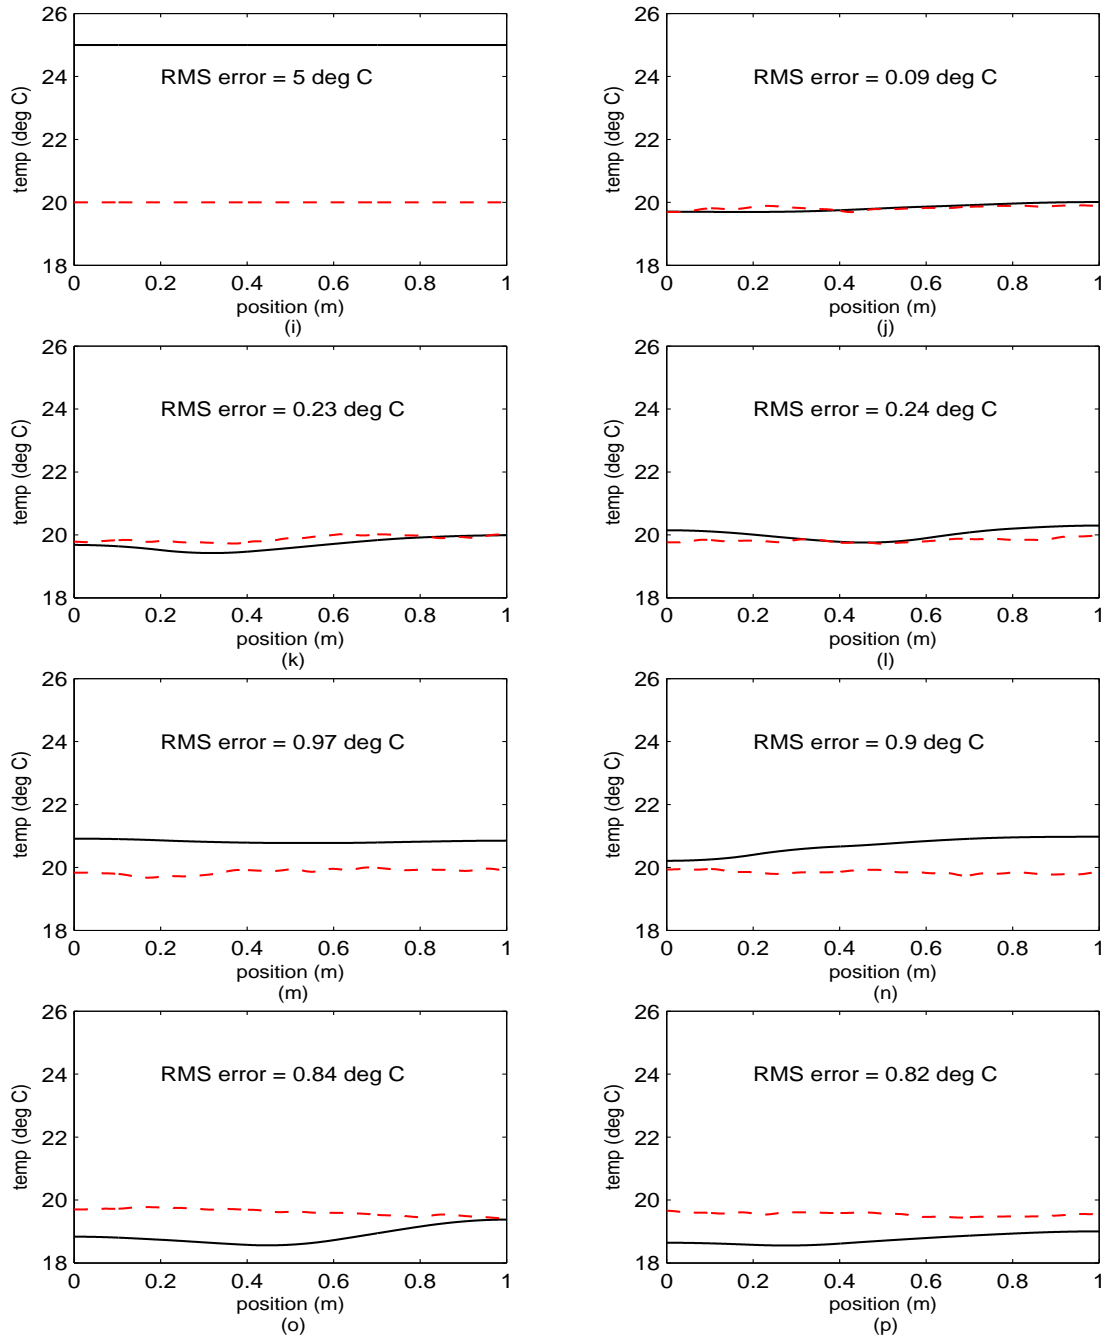 26
24
22
20
18
temp (deg C)
RMS error = 5 deg C
0 0.2 0.4 0.6 0.8 1
position (m)
(i)
26
24
22
20
18
temp (deg C)
RMS error = 0.09 deg C
0 0.2 0.4 0.6 0.8 1
position (m)
(j)
26
24
22
20
18
temp (deg C)
RMS error = 0.23 deg C
0 0.2 0.4 0.6 0.8 1
position (m)
(k)
26
24
22
20
18
temp (deg C)
RMS error = 0.24 deg C
0 0.2 0.4 0.6 0.8 1
position (m)
(l)
26
24
22
20
18
temp (deg C)
RMS error = 0.97 deg C
0 0.2 0.4 0.6 0.8 1
position (m)
(m)
26
24
22
20
18
temp (deg C)
RMS error = 0.9 deg C
0 0.2 0.4 0.6 0.8 1
position (m)
(n)
26
24
22
20
18
temp (deg C)
RMS error = 0.84 deg C
0 0.2 0.4 0.6 0.8 1
position (m)
(o)
26
24
22
20
18
temp (deg C)
RMS error = 0.82 deg C
0 0.2 0.4 0.6 0.8 1
position (m)
(p)